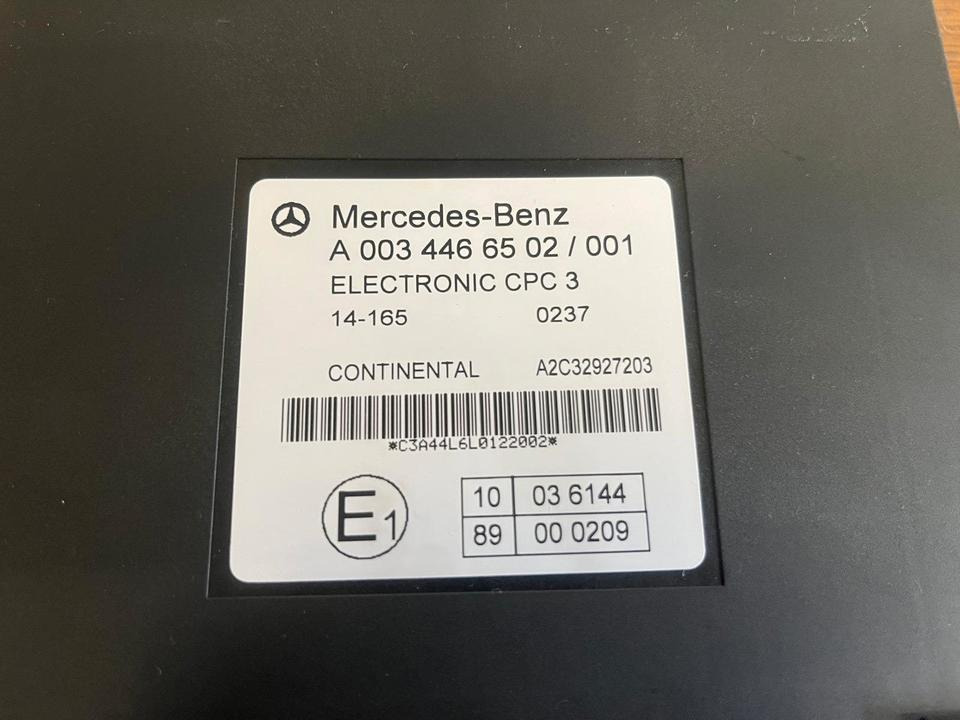 Mercedes-Benz
A 003 446 65 02 / 001
ELECTRONIC CPC 3
14-165 0237
CONTINENTAL A2C32927203
*C3A44L6L0122002*
E1
10 03 6144
89 00 0209